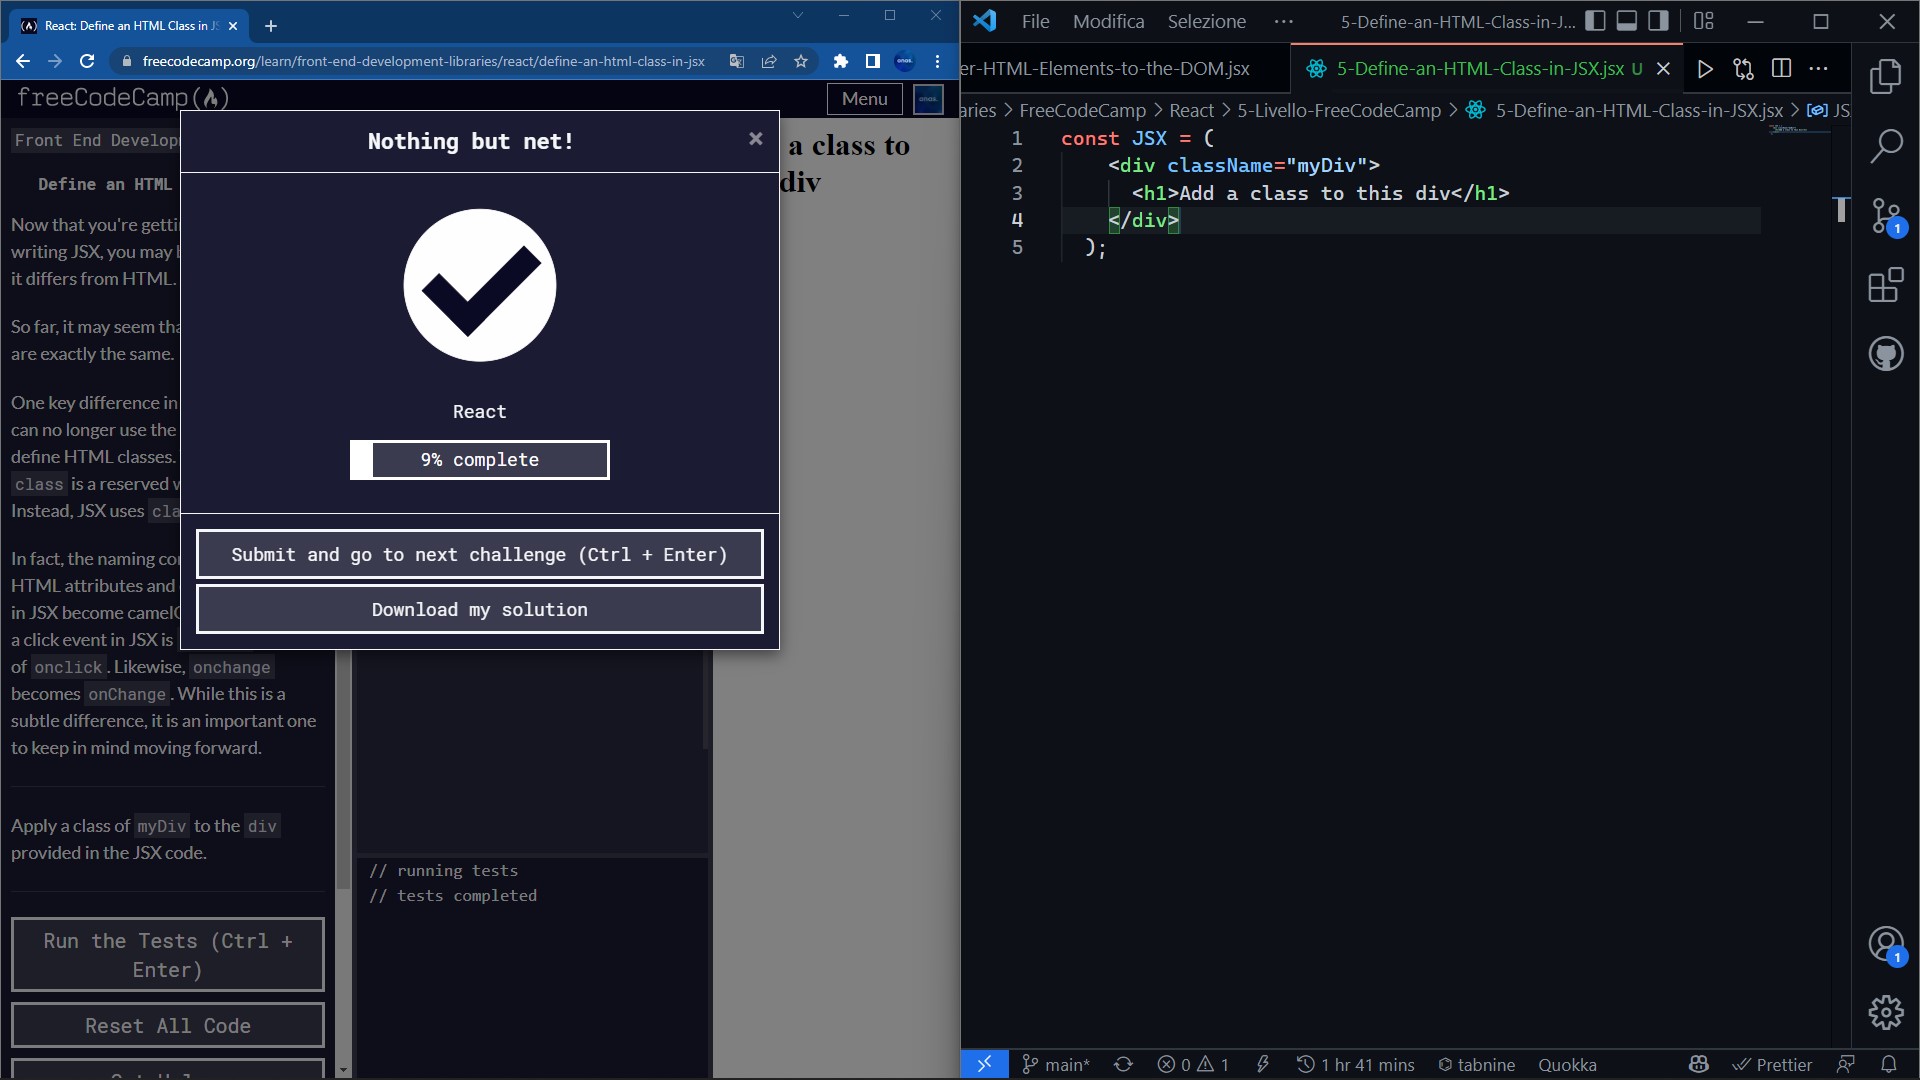 React: Define an HTML Class in JS
freecodecamp.org/learn/front-end-development-libraries/react/define-an-html-class-in-jsx
freeCodeCamp
Menu
Front End Develop
Define an HTML
Now that you're getti
writing JSX, you may
it differs from HTML.
So far, it may seem tha
are exactly the same.
One key difference in
can no longer use the
define HTML classes.
class is a reserved
Instead, JSX uses cla
In fact, the naming co
HTML attributes and
in JSX become camel
a click event in JSX is
of onclick. Likewise, onchange
becomes onChange. While this is a
subtle difference, it is an important one
to keep in mind moving forward.
Apply a class of myDiv to the div
provided in the JSX code.
Run the Tests (Ctrl +
Enter)
Reset All Code
Nothing but net!
×
React
9% complete
Submit and go to next challenge (Ctrl + Enter)
Download my solution
// running tests
// tests completed
a class to
div
File Modifica Selezione ··· 5-Define-an-HTML-Class-in-J...
er-HTML-Elements-to-the-DOM.jsx
5-Define-an-HTML-Class-in-JSX.jsx U
aries > FreeCodeCamp > React > 5-Livello-FreeCodeCamp > 5-Define-an-HTML-Class-in-JSX.jsx > JS
1 const JSX = (
2 <div className="myDiv">
3 <h1>Add a class to this div</h1>
4 </div>
5 );
1
1
main* 0 1 1 hr 41 mins tabnine Quokka Prettier